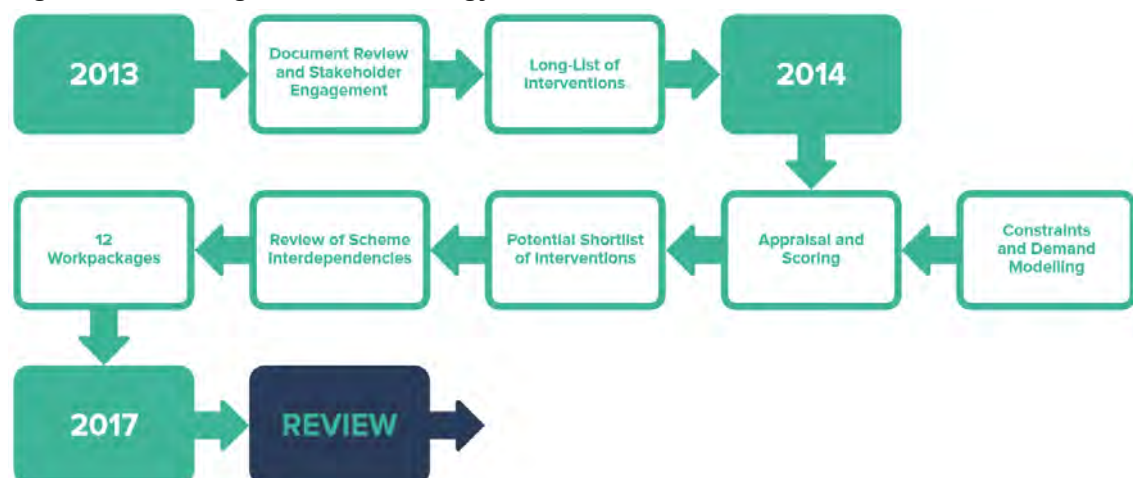 2013
Document Review
and Stakeholder
Engagement
Long-List of
Interventions
2014
12
Workpackages
Review of Scheme
Interdependencies
Potential Shortlist
of Interventions
Appraisal and
Scoring
Constraints
and Demand
Modelling
2017
REVIEW